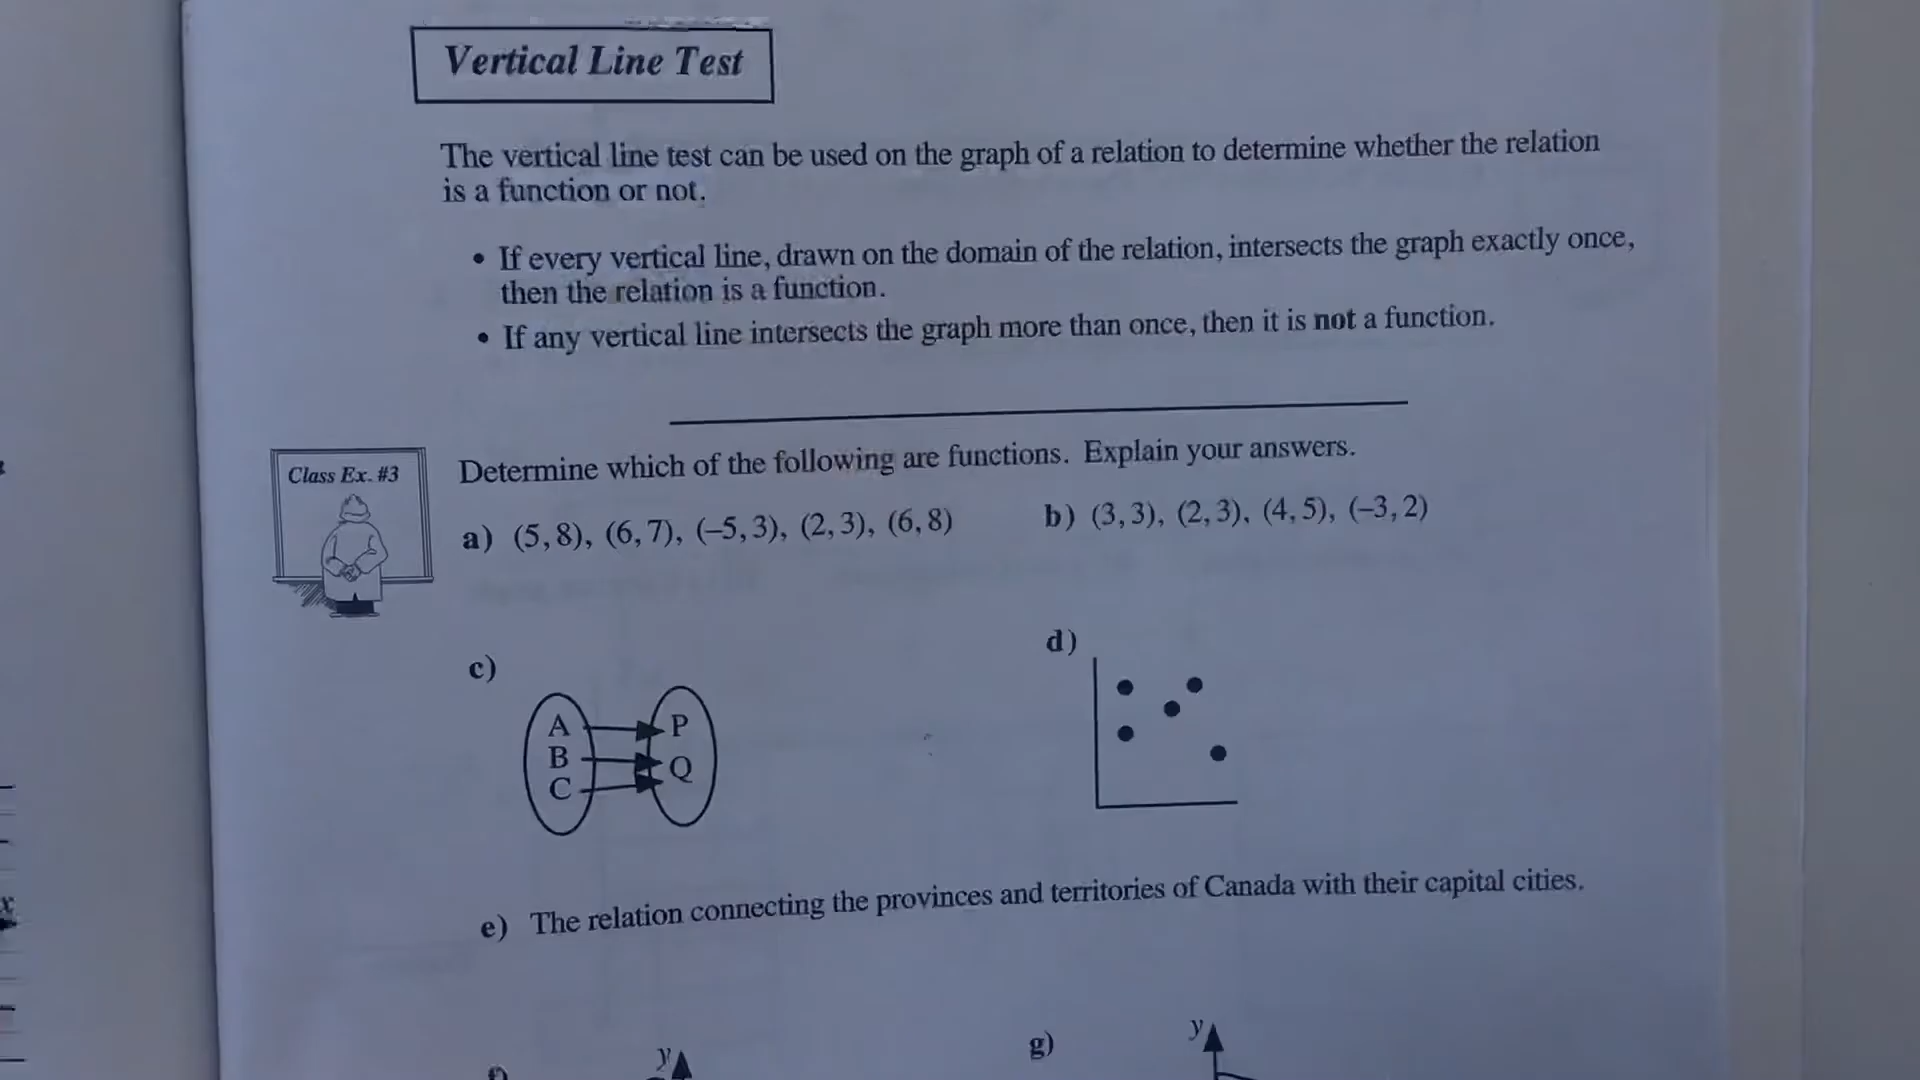 Vertical Line Test
The vertical line test can be used on the graph of a relation to determine whether the relation
is a function or not.
• If every vertical line, drawn on the domain of the relation, intersects the graph exactly once,
then the relation is a function.
• If any vertical line intersects the graph more than once, then it is not a function.
Class Ex. #3
Determine which of the following are functions. Explain your answers.
a) (5, 8), (6, 7), (–5, 3), (2, 3), (6, 8)
b) (3, 3), (2, 3), (4, 5), (–3, 2)
c)
A
B
C
P
Q
d)
e) The relation connecting the provinces and territories of Canada with their capital cities.
y
g)
y
x